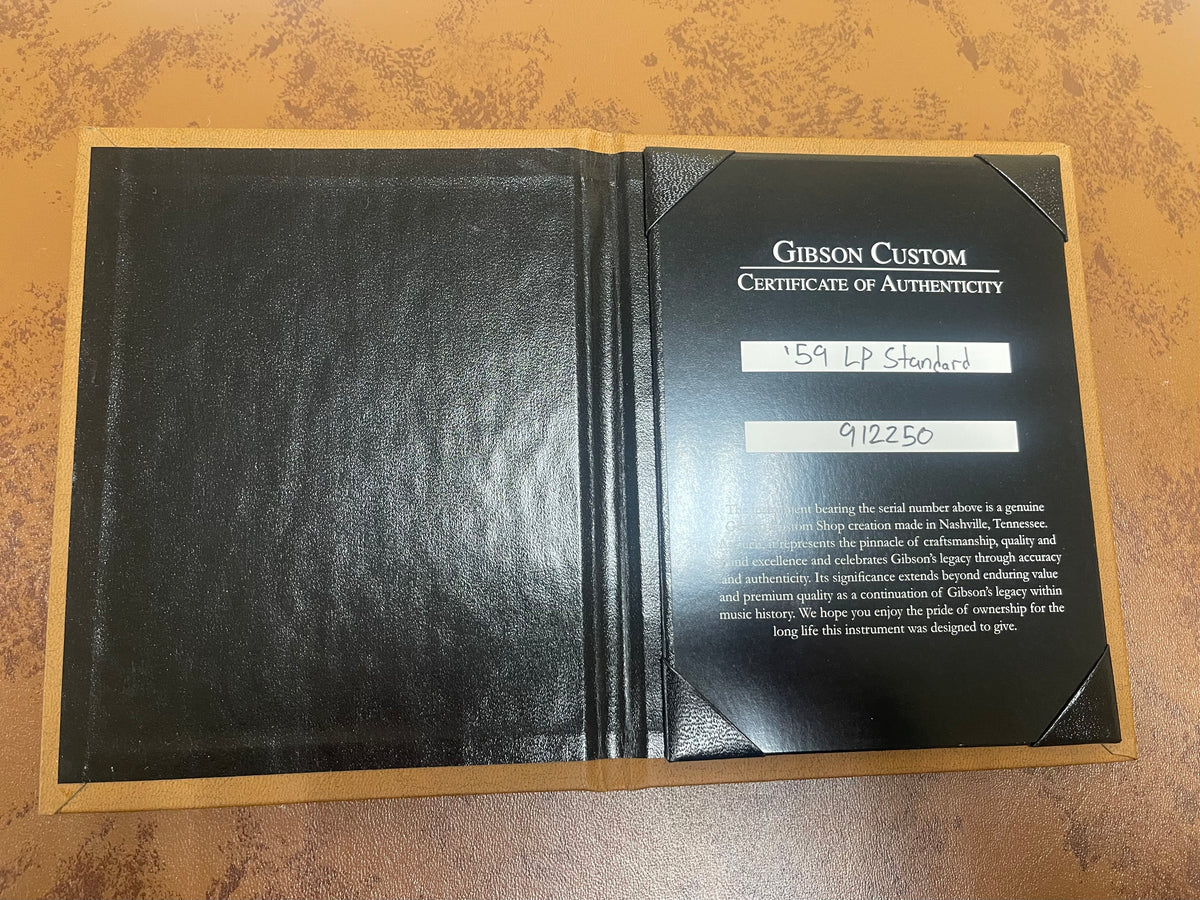 GIBSON CUSTOM
CERTIFICATE OF AUTHENTICITY
'59 LP Standard
912250
The bearing the serial number above is a genuine
Shop creation made in Nashville, Tennessee.
represents the pinnacle of craftsmanship, quality and
excellence and celebrates Gibson's legacy through accuracy
and authenticity. Its significance extends beyond enduring value
and premium quality as a continuation of Gibson's legacy within
music history. We hope you enjoy the pride of ownership for the
long life this instrument was designed to give.